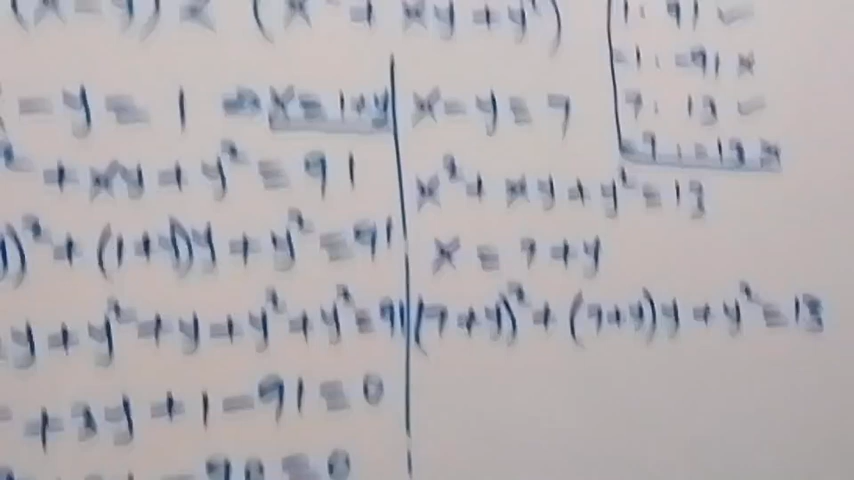 (x-y) x (x² + xy + y²)
- y = 1 ⇒ x = 1+y
+ xy + y² = 91
)² + (1+y)y + y² = 91
y + y² + y + y² + y² = 91
+ 3y + 1 - 91 = 0
- 90 = 0
x - y = 7
x² + xy + y² = 13
x = 7 + y
(7+y)² + (7+y)y + y² = 13
1 . 91 ✓
-1 . -91 x
7 . 13 ✓
-7 . -13 x